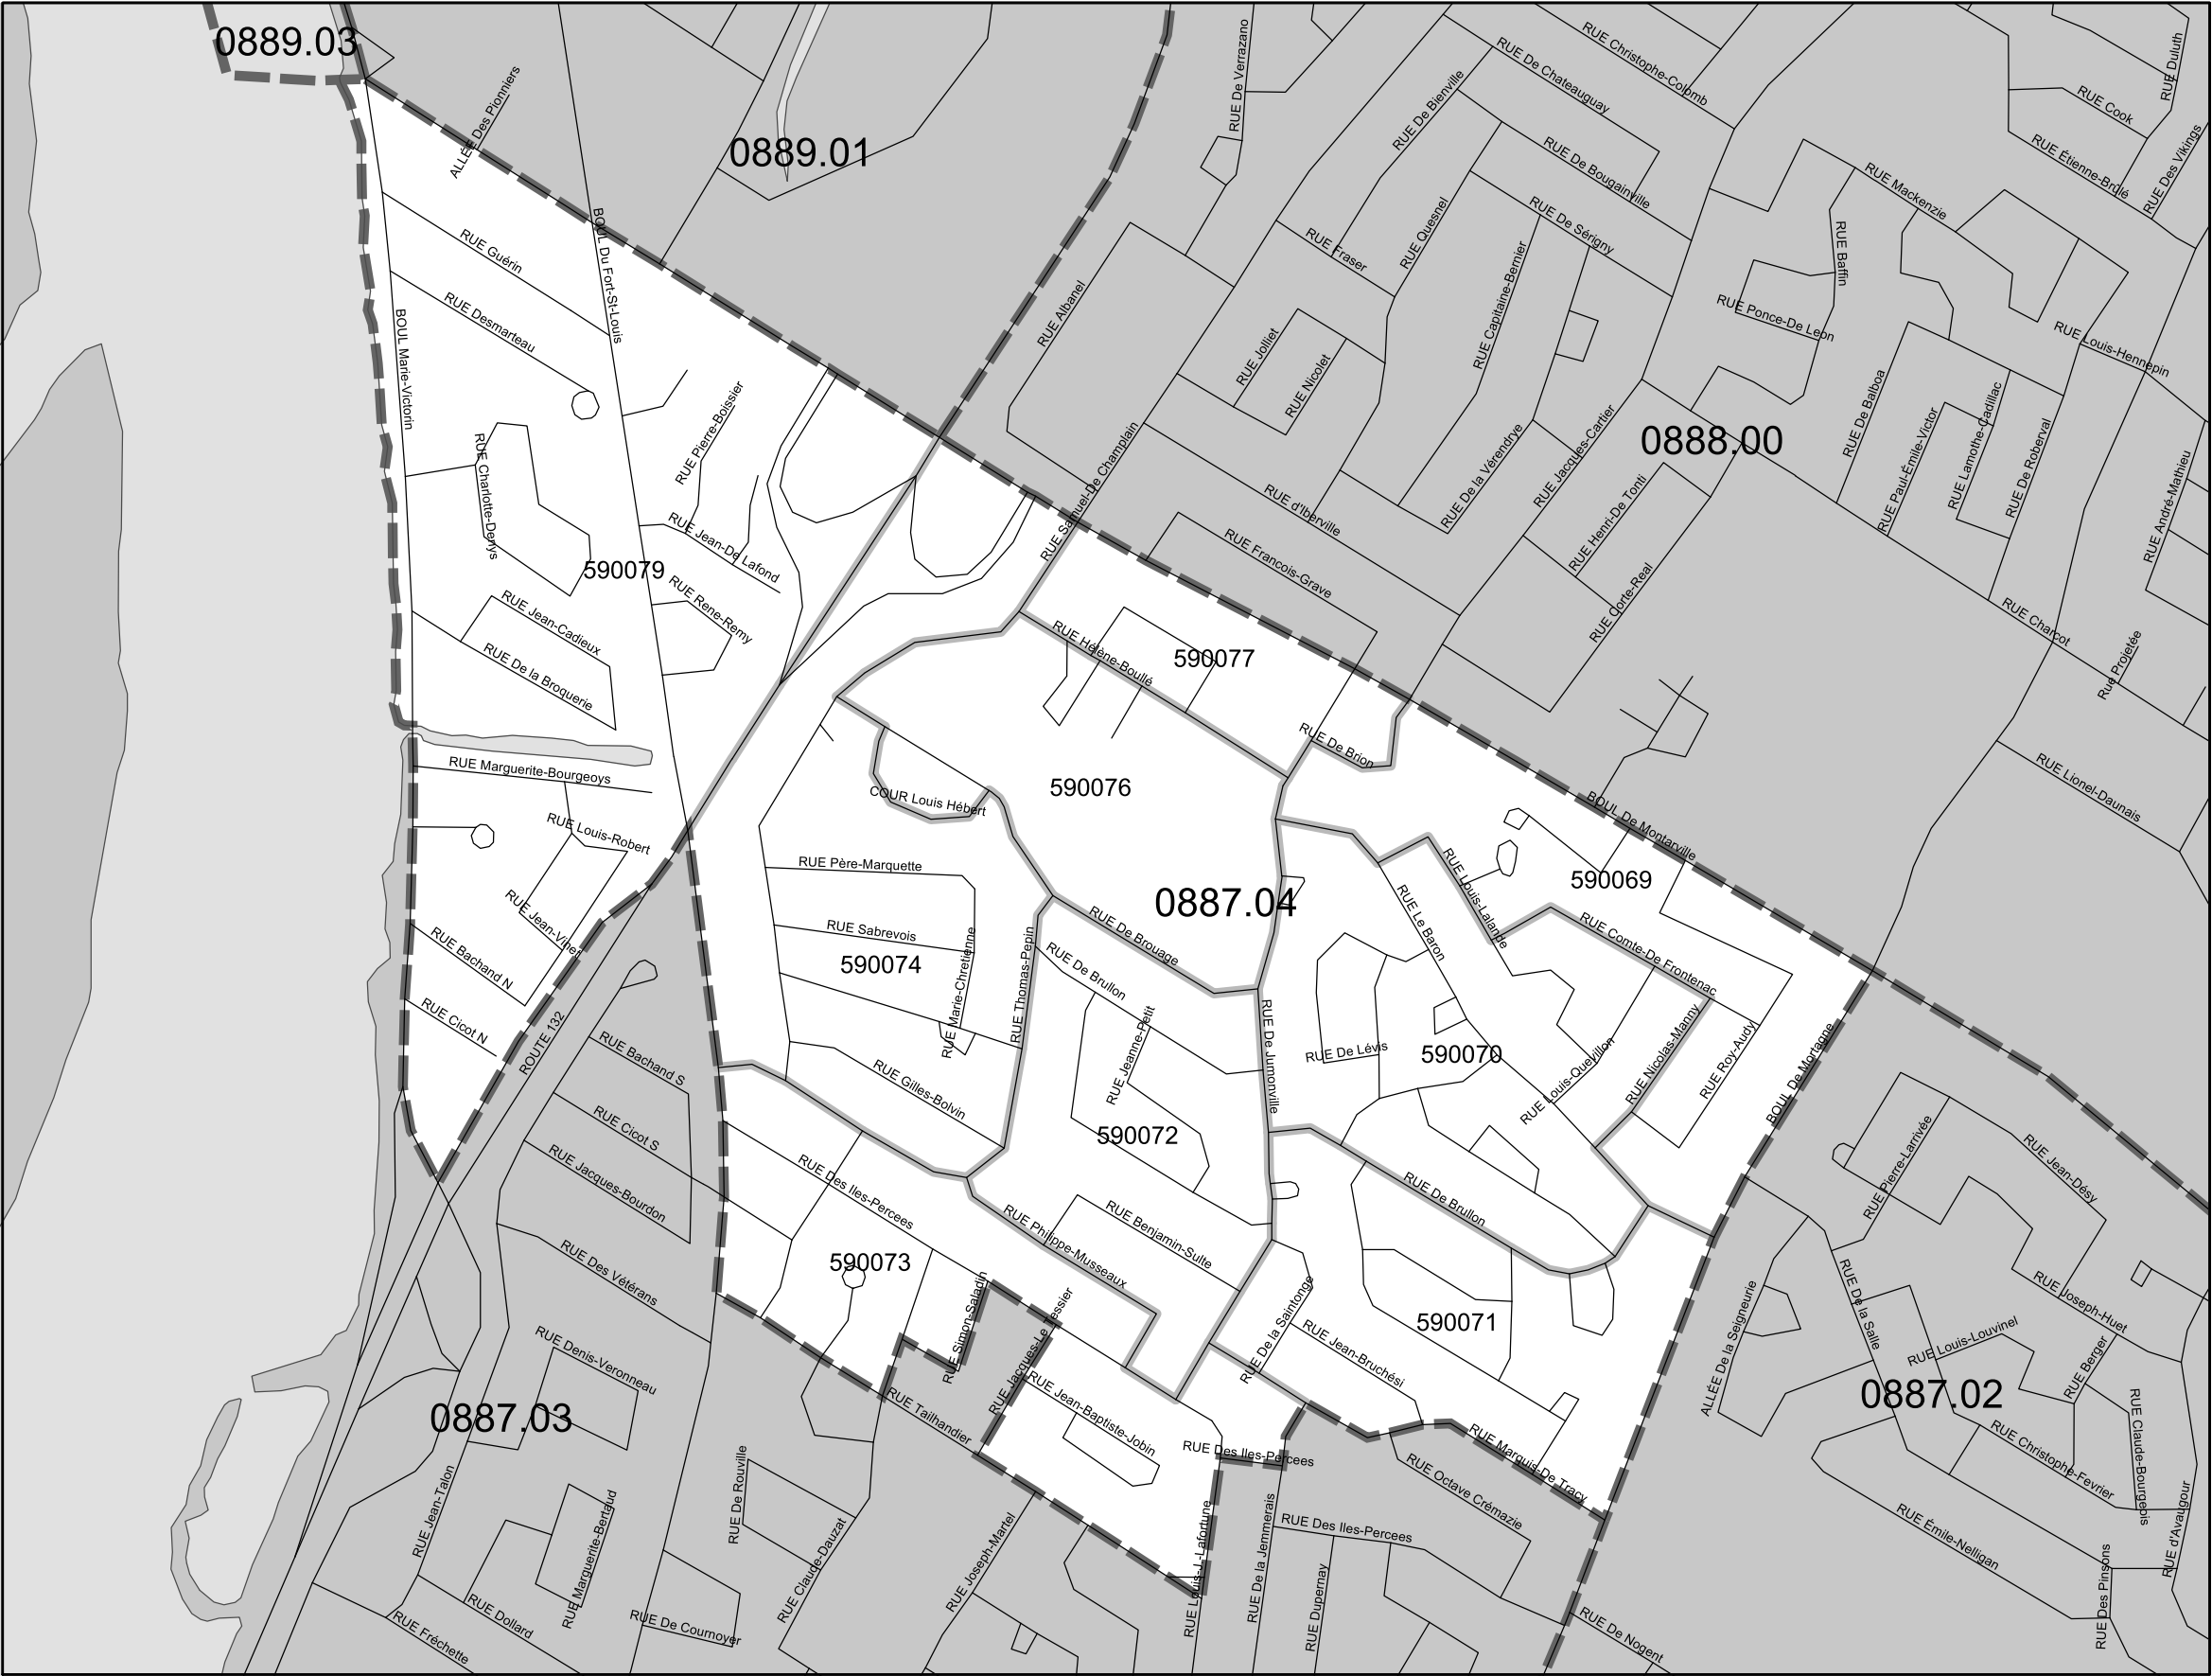 0889.03
0889.01
ALLÉE Des Pionniers
RUE De Verrazano
RUE De Chateauguay
RUE Christophe-Colomb
RUE De Bienville
RUE De Bougainville
RUE Duluth
RUE Cook
RUE Étienne-Brûlé
RUE Des Vikings
RUE Mackenzie
RUE Guérin
BOUL Du Fort-St-Louis
RUE Fraser
RUE Quesnel
RUE De Sérigny
RUE Baffin
RUE Desmarteau
BOUL Marie-Victorin
RUE Albanel
RUE Jolliet
RUE Nicolet
RUE Capitaine-Bernier
RUE Ponce-De Leon
RUE Louis-Hennepin
RUE Charlotte-Denys
RUE Pierre-Boissier
RUE Jean-De Lafond
RUE Samuel-De Champlain
RUE d'Iberville
RUE De la Vérendrye
RUE Jacques-Cartier
0888.00
RUE De Balboa
RUE Paul-Émile-Victor
RUE Lamothe-Cadillac
RUE De Roberval
RUE André-Mathieu
RUE Henri-De Tonti
RUE Francois-Grave
RUE Corte-Real
590079
RUE Rene-Remy
RUE Jean-Cadieux
RUE De la Broquerie
RUE Hélène-Boullé
590077
RUE Charcot
Rue Projetée
RUE De Brion
RUE Marguerite-Bourgeoys
COUR Louis Hébert
590076
BOUL De Montarville
RUE Lionel-Daunais
RUE Louis-Robert
RUE Père-Marquette
RUE Jean-Vinet
RUE Bachand N
RUE Cicot N
ROUTE 132
RUE Sabrevois
590074
RUE Marie-Chretienne
RUE Thomas-Pepin
RUE De Brouage
0887.04
RUE De Brullon
RUE Jeanne-Petit
RUE De Jumonville
RUE Louis-Lalande
RUE Le Baron
590069
RUE Comte-De Frontenac
RUE De Lévis
590070
RUE Louis-Quevillon
RUE Nicolas-Manny
RUE Roy-Audy
BOUL De Mortagne
RUE Bachand S
RUE Cicot S
RUE Jacques-Bourdon
RUE Gilles-Bolvin
590072
RUE Des Vétérans
RUE Des Iles-Percees
590073
RUE Philippe-Musseaux
RUE Benjamin-Sulte
RUE De Brullon
RUE Pierre-Larrivée
RUE Jean-Désy
RUE De la Salle
RUE Joseph-Huet
RUE Simon-Saladin
RUE Jacques-Le Tessier
RUE De la Saintonge
RUE Jean-Bruchési
590071
ALLÉE De la Seigneurie
RUE Louis-Louvinel
RUE Berger
0887.02
RUE Claude-Bourgeois
RUE Christophe-Fevrier
RUE d'Avaugour
RUE Denis-Veronneau
0887.03
RUE Tailhandier
RUE Jean-Baptiste-Jobin
RUE Des Iles-Percees
RUE Marquis-De Tracy
RUE Octave Crémazie
RUE Des Iles-Percees
RUE Émile-Nelligan
RUE Des Pinsons
RUE Jean-Talon
RUE Marguerite-Bertaud
RUE De Rouville
RUE Claude-Dauzat
RUE Joseph-Martel
RUE Louis-J.-Lafortune
RUE De la Jemmerais
RUE Dupernay
RUE De Nogent
RUE Fréchette
RUE Dollard
RUE De Cournoyer